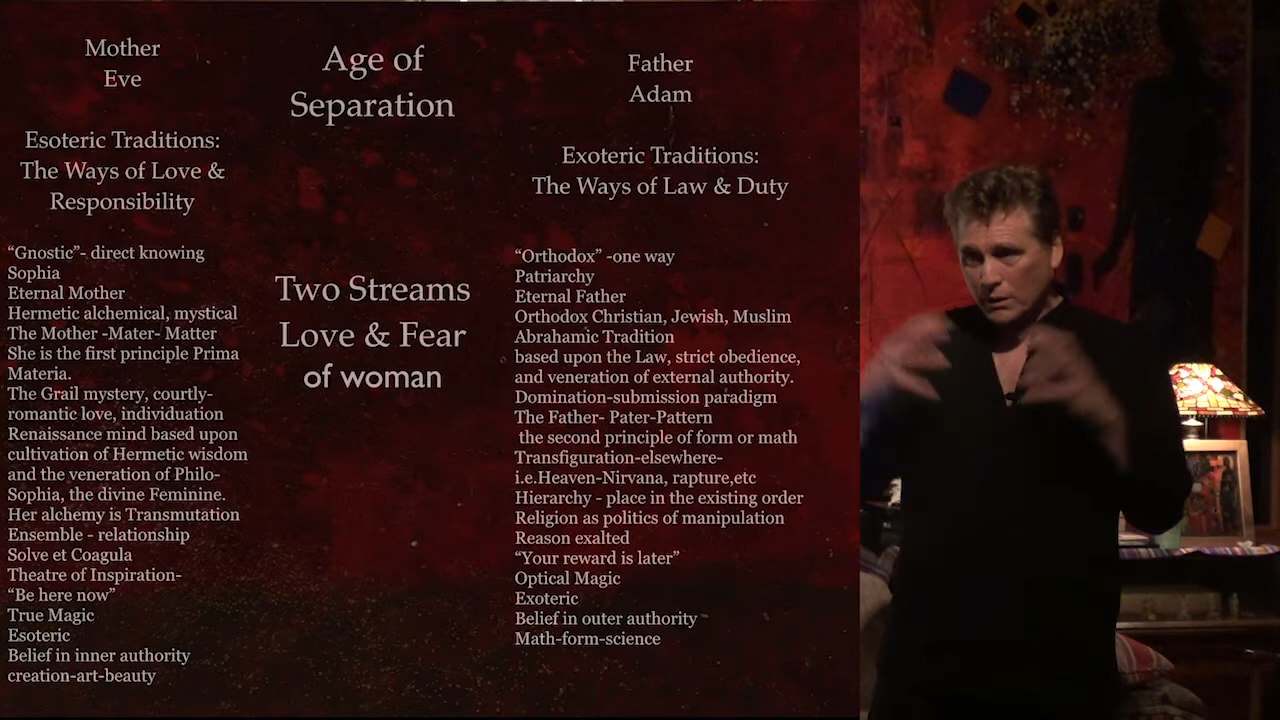 Mother
Eve
Esoteric Traditions:
The Ways of Love &
Responsibility
“Gnostic”- direct knowing
Sophia
Eternal Mother
Hermetic alchemical, mystical
The Mother -Mater- Matter
She is the first principle Prima
Materia.
The Grail mystery, courtly-
romantic love, individuation
Renaissance mind based upon
cultivation of Hermetic wisdom
and the veneration of Philo-
Sophia, the divine Feminine.
Her alchemy is Transmutation
Ensemble - relationship
Solve et Coagula
Theatre of Inspiration-
“Be here now”
True Magic
Esoteric
Belief in inner authority
creation-art-beauty
Age of
Separation
Two Streams
Love & Fear
of woman
Father
Adam
Exoteric Traditions:
The Ways of Law & Duty
“Orthodox” -one way
Patriarchy
Eternal Father
Orthodox Christian, Jewish, Muslim
Abrahamic Tradition
based upon the Law, strict obedience,
and veneration of external authority.
Domination-submission paradigm
The Father- Pater-Pattern
the second principle of form or math
Transfiguration-elsewhere-
i.e.Heaven-Nirvana, rapture,etc
Hierarchy - place in the existing order
Religion as politics of manipulation
Reason exalted
“Your reward is later”
Optical Magic
Exoteric
Belief in outer authority
Math-form-science